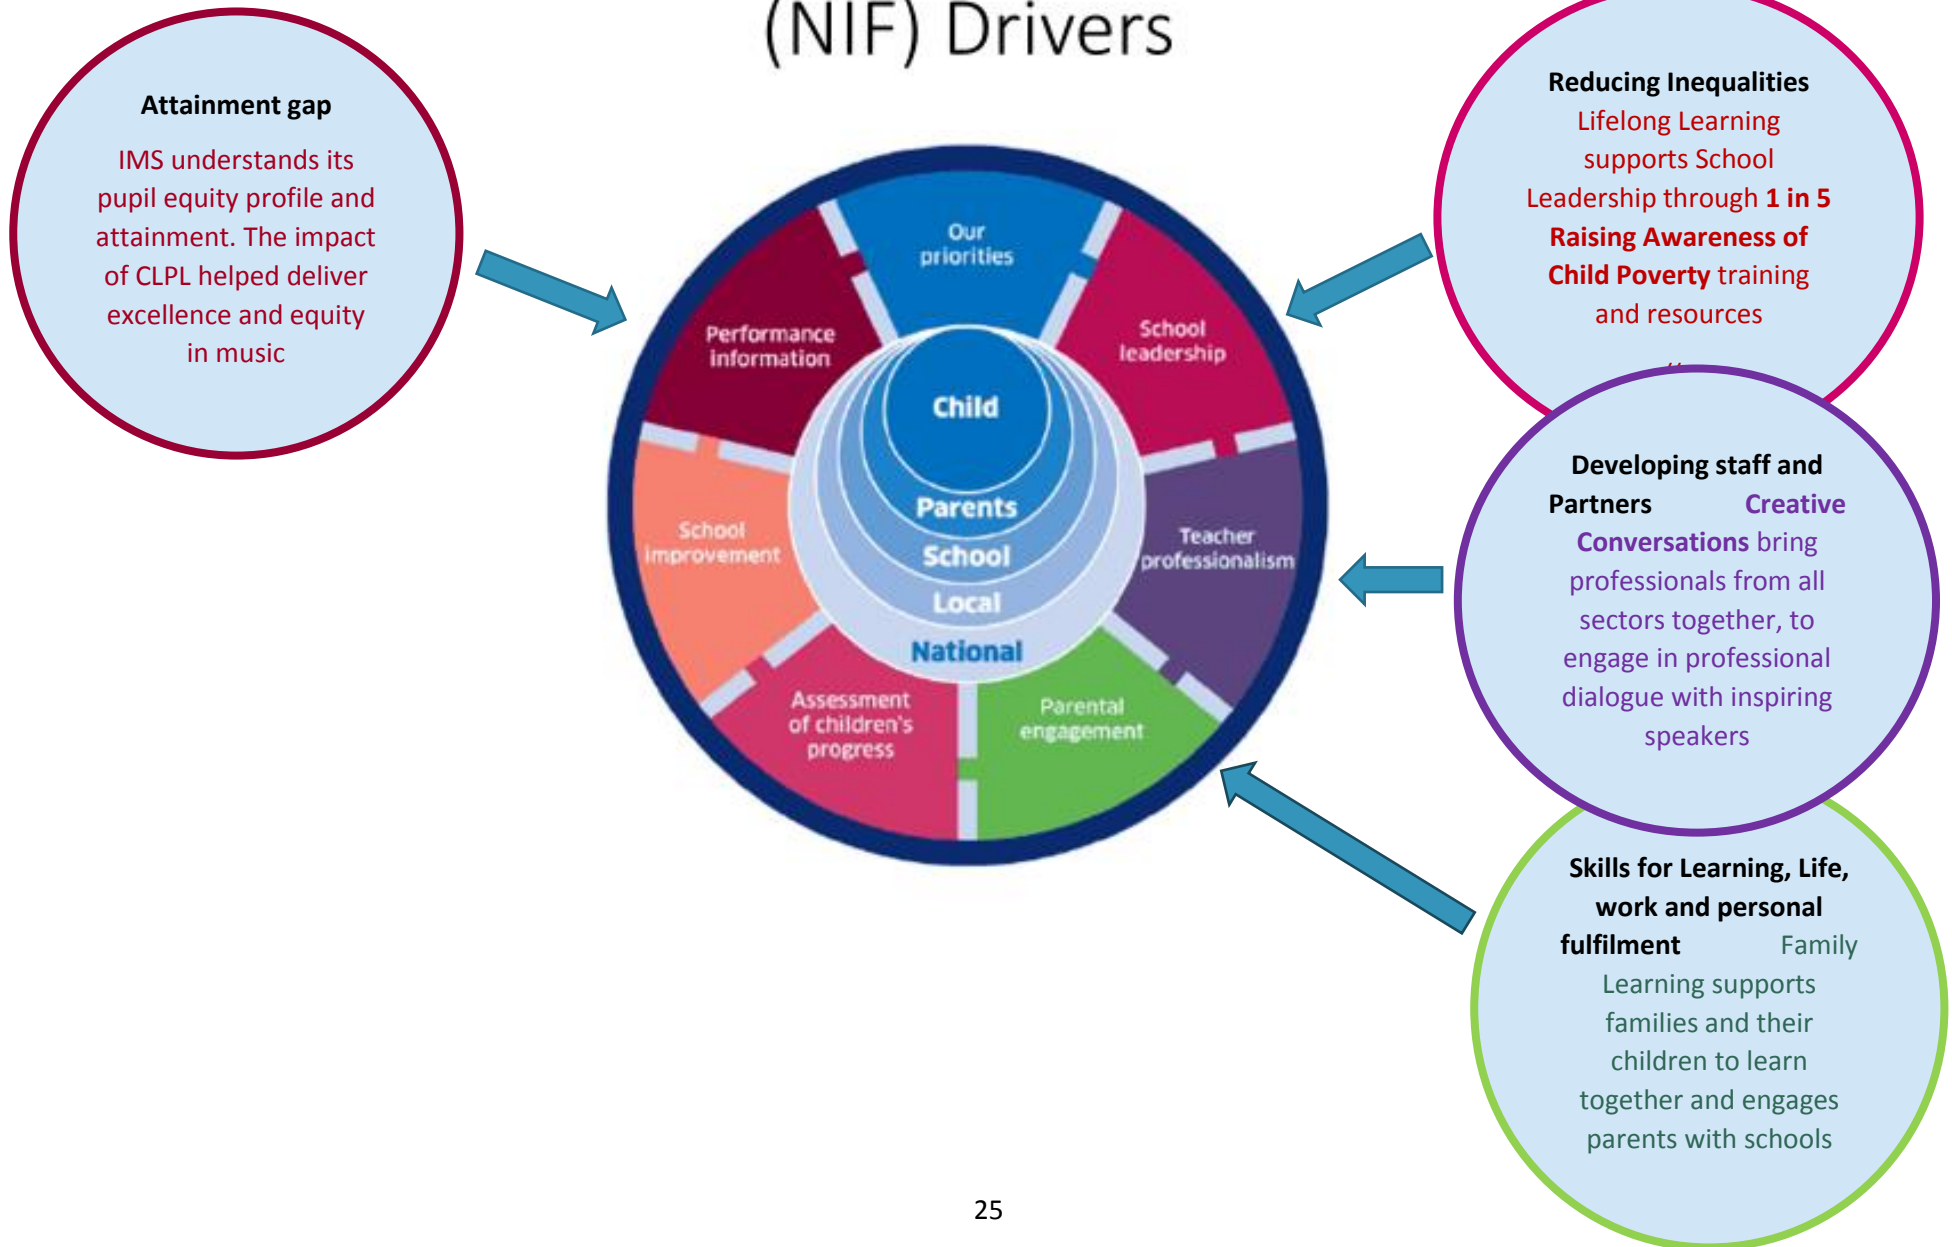 (NIF) Drivers
Attainment gap
IMS understands its
pupil equity profile and
attainment. The impact
of CLPL helped deliver
excellence and equity
in music
Our
priorities
School
leadership
Teacher
professionalism
Parental
engagement
Assessment
of children's
progress
School
improvement
Performance
information
Child
Parents
School
Local
National
Reducing Inequalities
Lifelong Learning
supports School
Leadership through 1 in 5
Raising Awareness of
Child Poverty training
and resources
Developing staff and
Partners Creative
Conversations bring
professionals from all
sectors together, to
engage in professional
dialogue with inspiring
speakers
Skills for Learning, Life,
work and personal
fulfilment Family
Learning supports
families and their
children to learn
together and engages
parents with schools
25